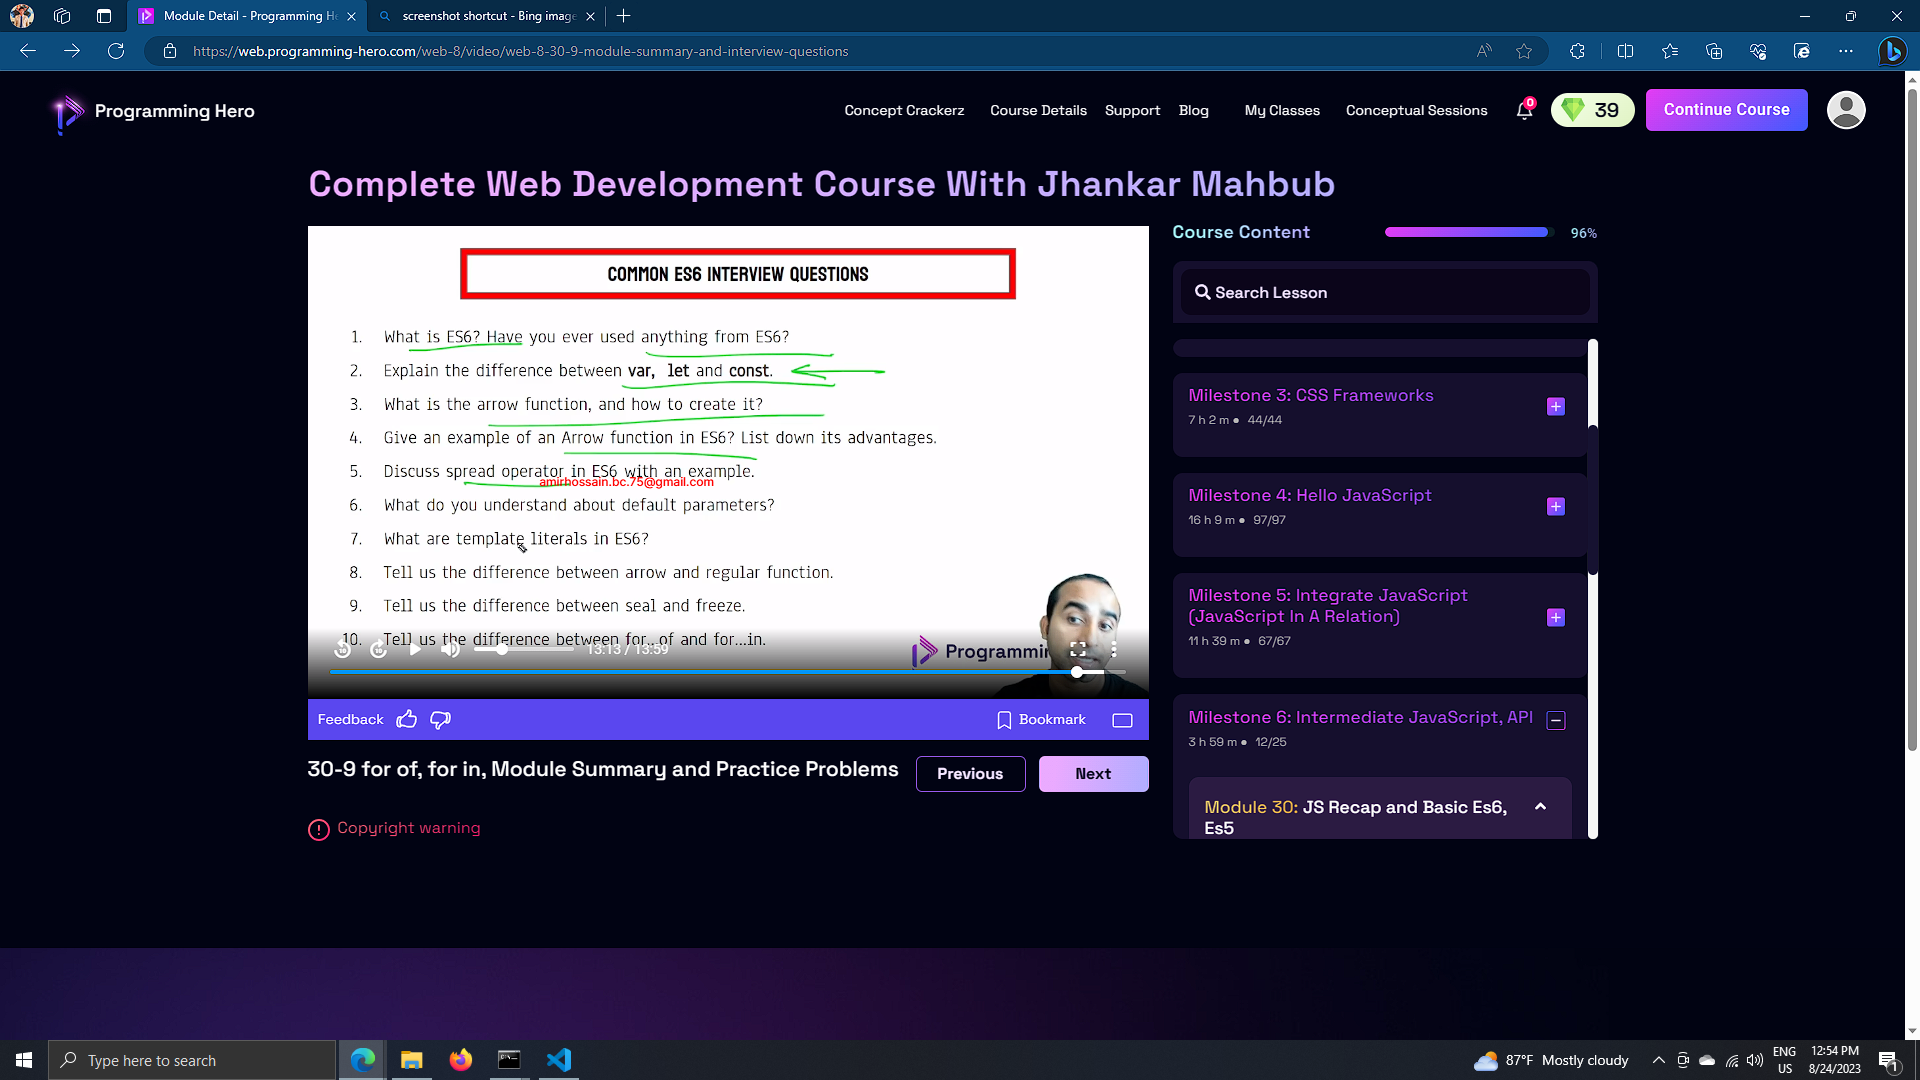 Module Detail - Programming He
screenshot shortcut - Bing image
https://web.programming-hero.com/web-8/video/web-8-30-9-module-summary-and-interview-questions
Programming Hero
Concept Crackerz
Course Details
Support
Blog
My Classes
Conceptual Sessions
0
39
Continue Course
Complete Web Development Course With Jhankar Mahbub
COMMON ES6 INTERVIEW QUESTIONS
1. What is ES6? Have you ever used anything from ES6?
2. Explain the difference between var, let and const.
3. What is the arrow function, and how to create it?
4. Give an example of an Arrow function in ES6? List down its advantages.
5. Discuss spread operator in ES6 with an example.
amirhossain.bc.75@gmail.com
6. What do you understand about default parameters?
7. What are template literals in ES6?
8. Tell us the difference between arrow and regular function.
9. Tell us the difference between seal and freeze.
10. Tell us the difference between for...of and for...in.
10
10
13:13 / 13:59
Programmin
Feedback
Bookmark
30-9 for of, for in, Module Summary and Practice Problems
Previous
Next
Copyright warning
Course Content
96%
Search Lesson
Milestone 3: CSS Frameworks
7 h 2 m ● 44/44
Milestone 4: Hello JavaScript
16 h 9 m ● 97/97
Milestone 5: Integrate JavaScript
(JavaScript In A Relation)
11 h 39 m ● 67/67
Milestone 6: Intermediate JavaScript, API
3 h 59 m ● 12/25
Module 30: JS Recap and Basic Es6,
Es5
Type here to search
87°F Mostly cloudy
ENG
US
12:54 PM
8/24/2023
1